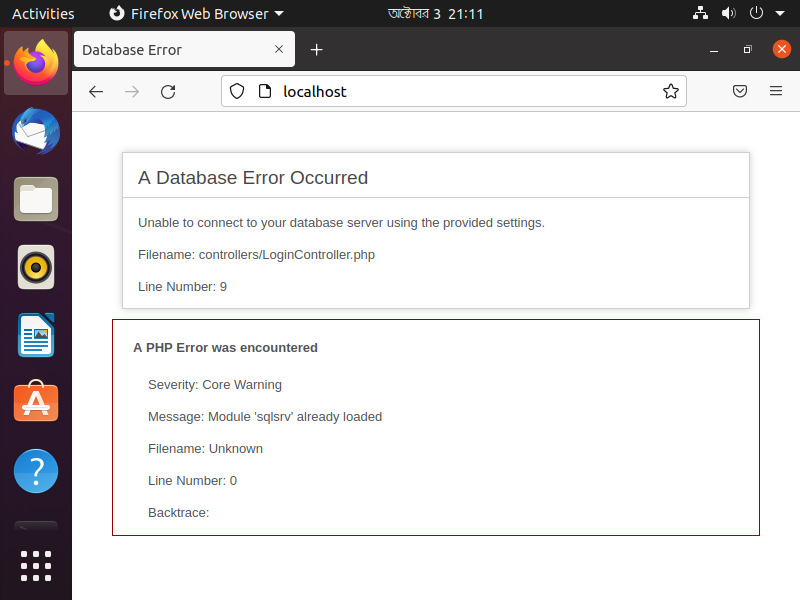 Activities
Firefox Web Browser
অক্টোবর 3 21:11
Database Error
localhost
A Database Error Occurred
Unable to connect to your database server using the provided settings.
Filename: controllers/LoginController.php
Line Number: 9
A PHP Error was encountered
Severity: Core Warning
Message: Module 'sqlsrv' already loaded
Filename: Unknown
Line Number: 0
Backtrace: